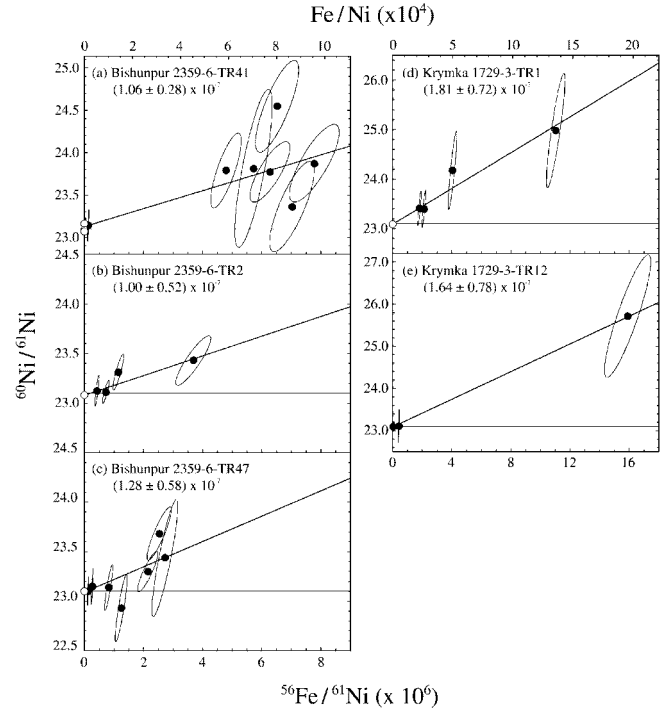 Fe/Ni (x10⁴)
0 2 4 6 8 10
0 5 10 15 20
(a) Bishunpur 2359-6-TR41
(1.06 ± 0.28) x 10⁻⁷
25.0
24.5
24.0
23.5
23.0
24.5
(b) Bishunpur 2359-6-TR2
(1.00 ± 0.52) x 10⁻⁷
24.0
23.5
23.0
24.5
(c) Bishunpur 2359-6-TR47
(1.28 ± 0.58) x 10⁻⁷
24.0
23.5
23.0
22.5
0 2 4 6 8
(d) Krymka 1729-3-TR1
(1.81 ± 0.72) x 10⁻⁷
26.0
25.0
24.0
23.0
(e) Krymka 1729-3-TR12
(1.64 ± 0.78) x 10⁻⁷
27.0
26.0
25.0
24.0
23.0
0 4 8 12 16
⁶⁰Ni/⁶¹Ni
⁵⁶Fe/⁶¹Ni (x 10⁶)